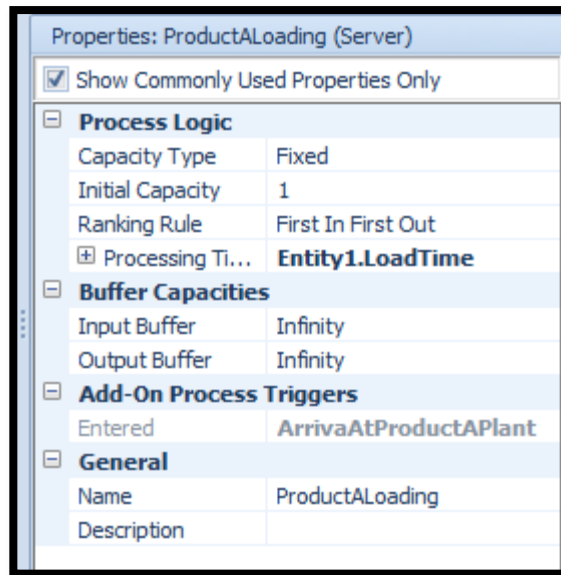 Properties: ProductALoading (Server)
Show Commonly Used Properties Only
Process Logic
Capacity Type Fixed
Initial Capacity 1
Ranking Rule First In First Out
Processing Ti... Entity1.LoadTime
Buffer Capacities
Input Buffer Infinity
Output Buffer Infinity
Add-On Process Triggers
Entered ArrivaAtProductAPlant
General
Name ProductALoading
Description